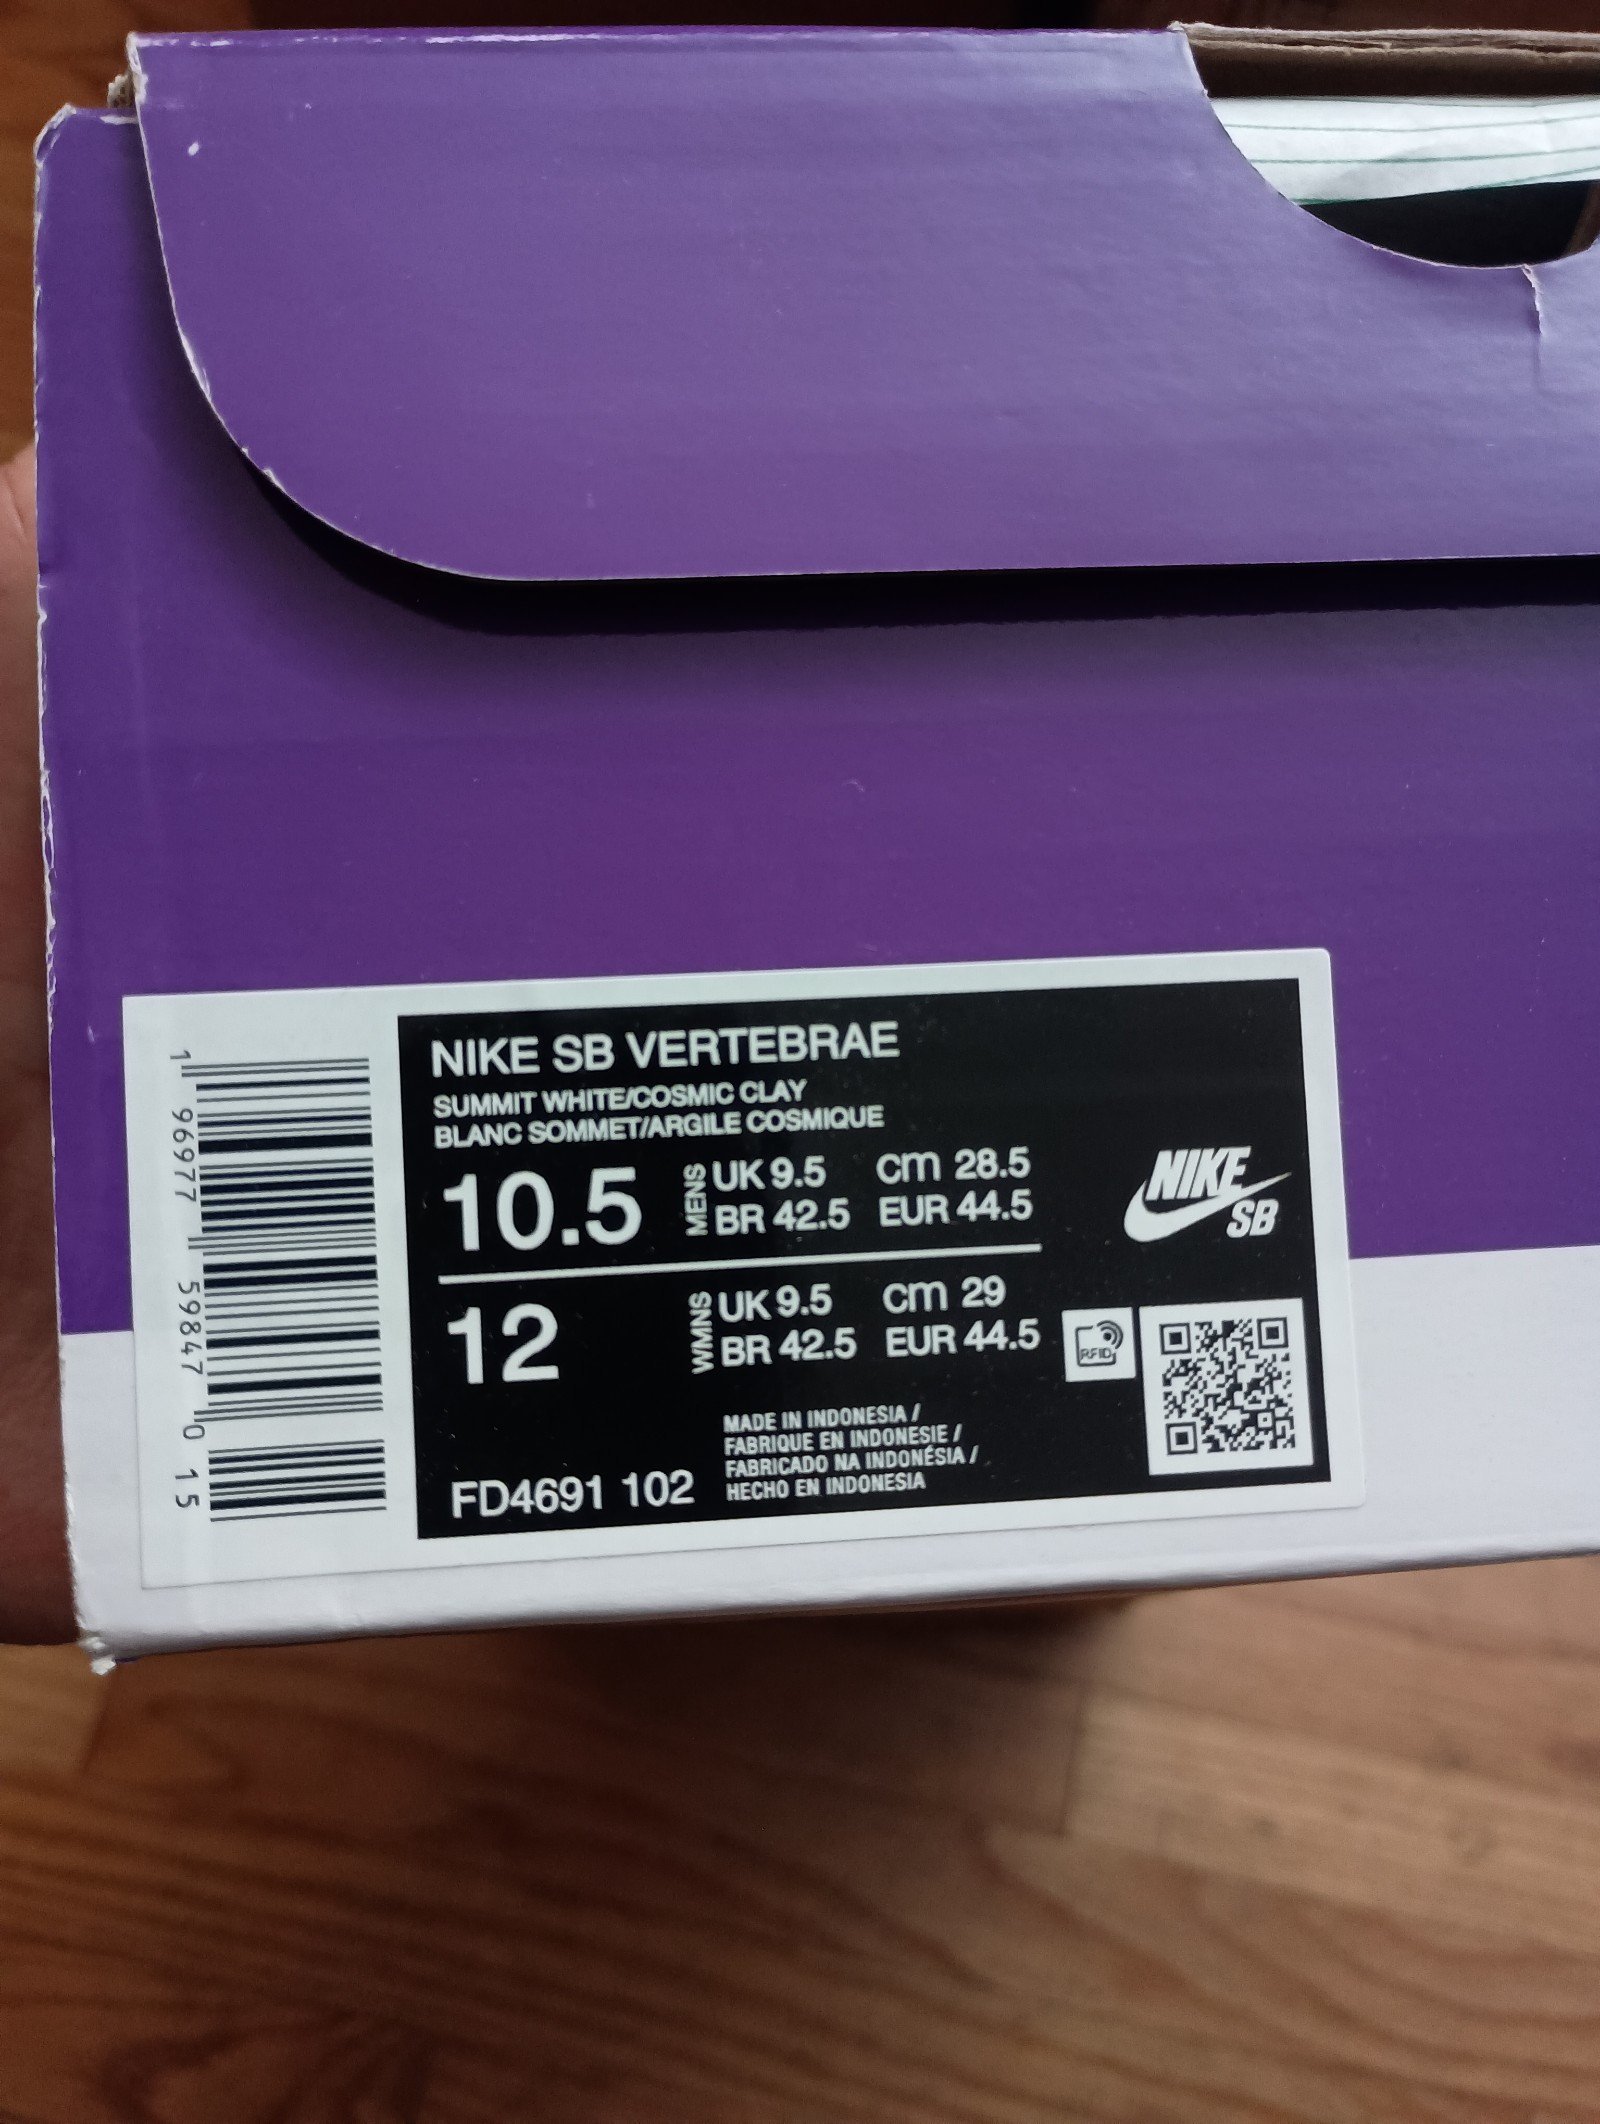 NIKE SB VERTEBRAE
SUMMIT WHITE/COSMIC CLAY
BLANC SOMMET/ARGILE COSMIQUE
10.5 MENS UK 9.5 cm 28.5
BR 42.5 EUR 44.5
12 WMNS UK 9.5 cm 29
BR 42.5 EUR 44.5
MADE IN INDONESIA /
FABRIQUE EN INDONESIE /
FABRICADO NA INDONÉSIA /
HECHO EN INDONESIA
FD4691 102
NIKE
SB
RFID
1 96977 59847 0 15